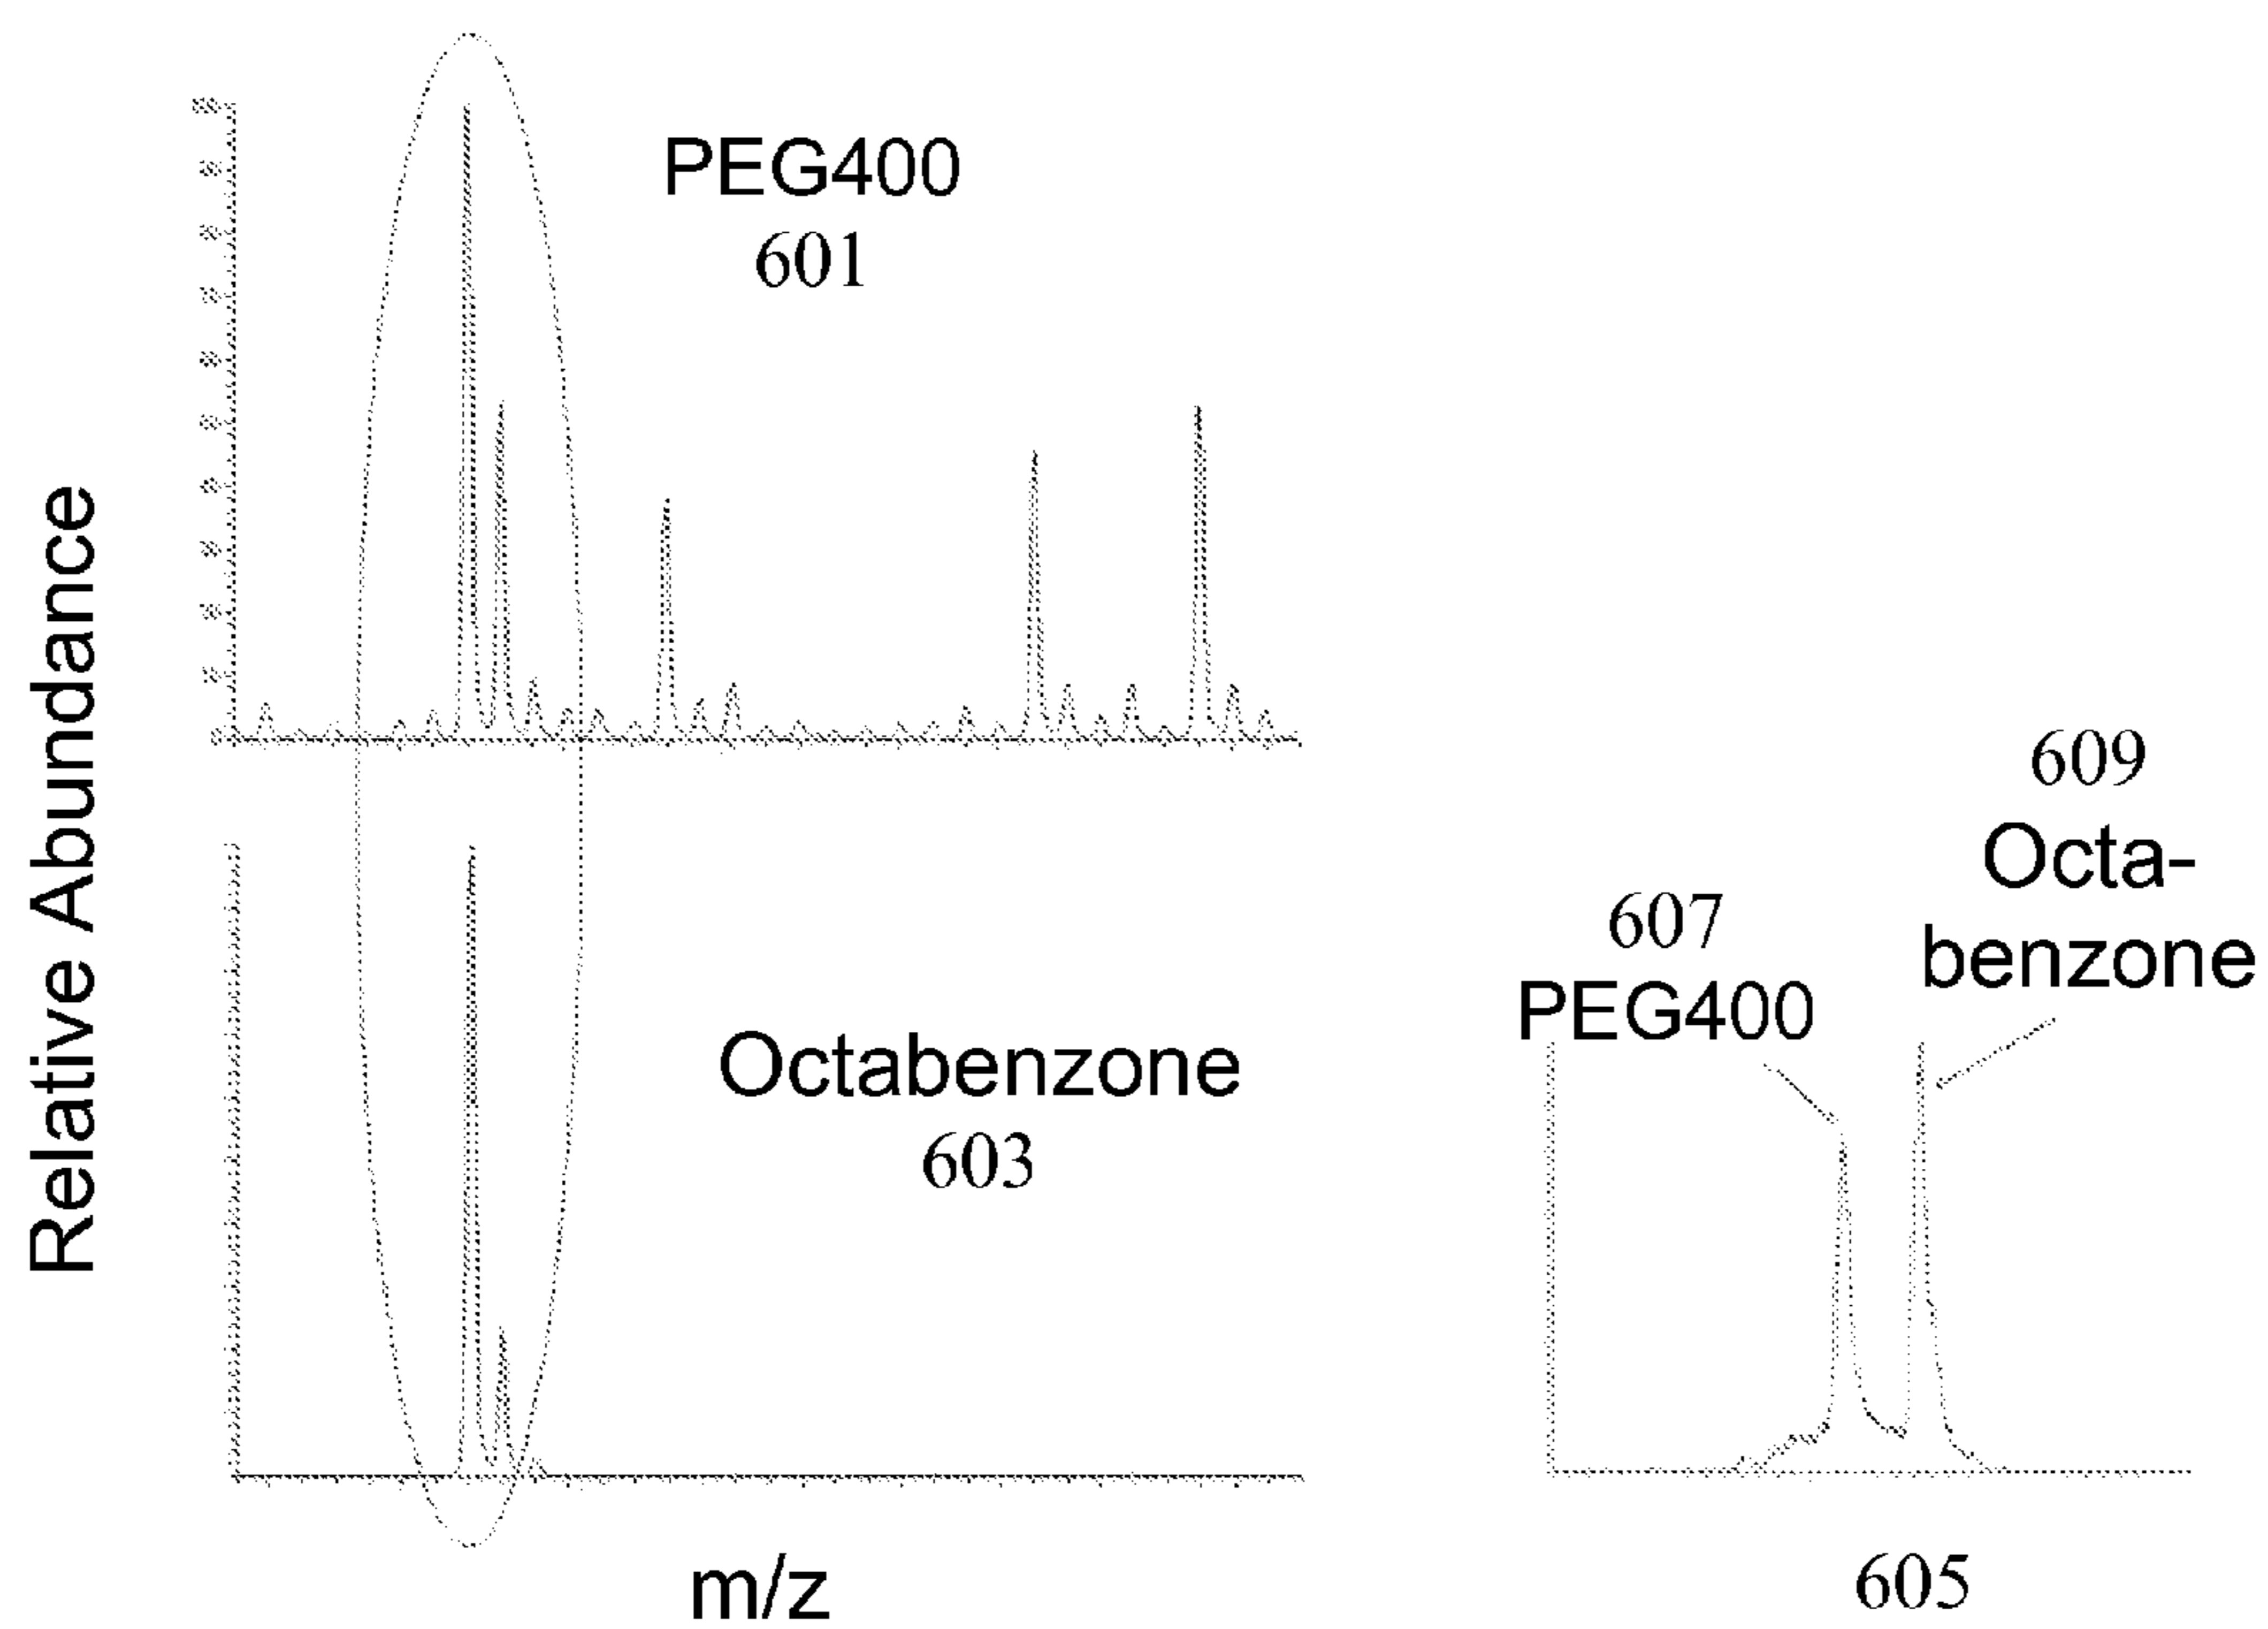 PEG400
601
Relative Abundance
Octabenzone
603
m/z
607
PEG400
609
Octa-
benzone
605